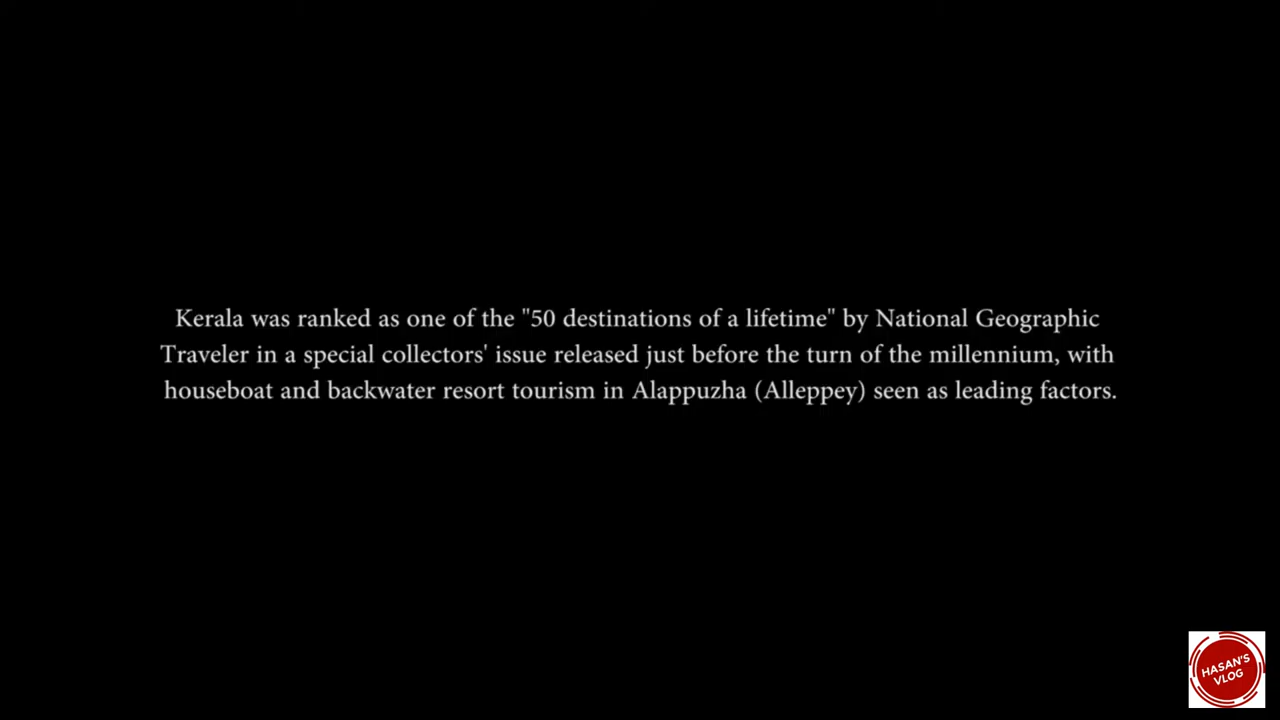 Kerala was ranked as one of the "50 destinations of a lifetime" by National Geographic
Traveler in a special collectors' issue released just before the turn of the millennium, with
houseboat and backwater resort tourism in Alappuzha (Alleppey) seen as leading factors.
HASAN'S
VLOG